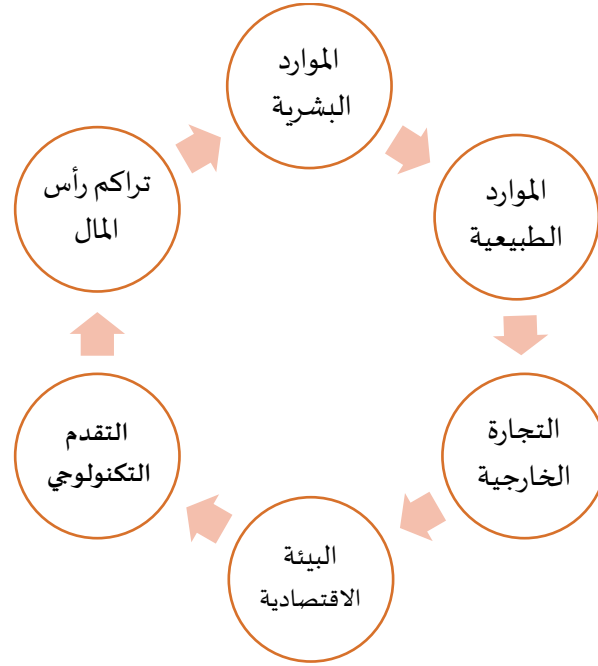 الموارد
البشرية
الموارد
الطبيعية
التجارة
الخارجية
البيئة
الاقتصادية
التقدم
التكنولوجي
تراكم رأس
المال